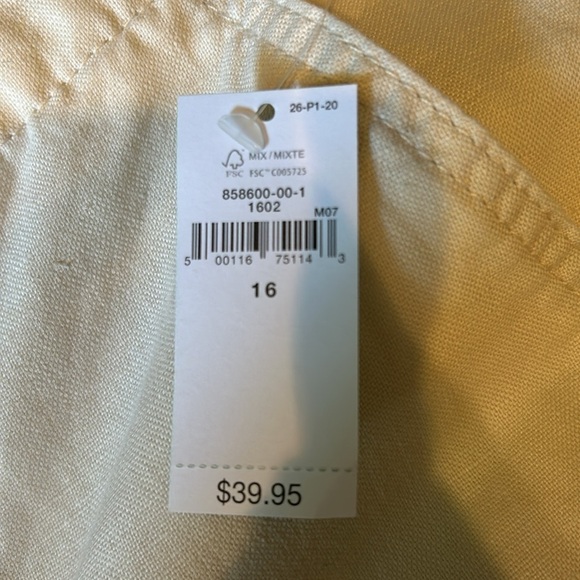 26-P1-20
MIX / MIXTE
FSC FSC™ C005725
858600-00-1
1602
M07
5 00116 75114 3
16
$39.95